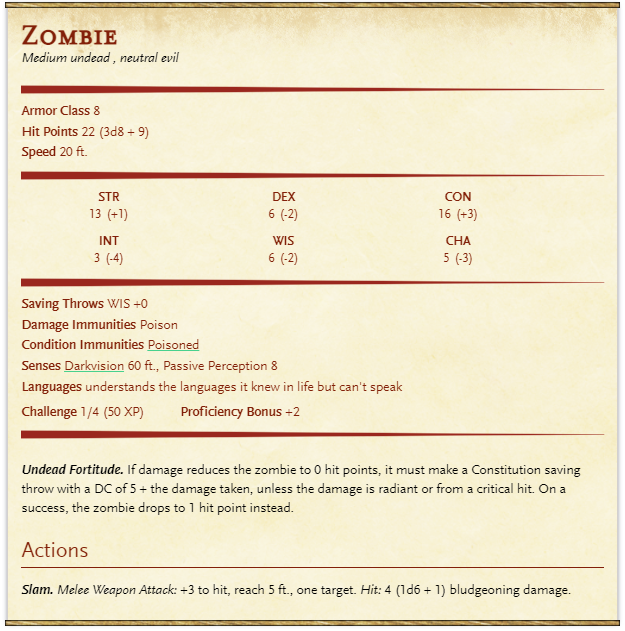 Zombie
Medium undead , neutral evil
Armor Class 8
Hit Points 22 (3d8 + 9)
Speed 20 ft.
STR DEX CON
13 (+1) 6 (-2) 16 (+3)
INT WIS CHA
3 (-4) 6 (-2) 5 (-3)
Saving Throws WIS +0
Damage Immunities Poison
Condition Immunities Poisoned
Senses Darkvision 60 ft., Passive Perception 8
Languages understands the languages it knew in life but can't speak
Challenge 1/4 (50 XP) Proficiency Bonus +2
Undead Fortitude. If damage reduces the zombie to 0 hit points, it must make a Constitution saving
throw with a DC of 5 + the damage taken, unless the damage is radiant or from a critical hit. On a
success, the zombie drops to 1 hit point instead.
Actions
Slam. Melee Weapon Attack: +3 to hit, reach 5 ft., one target. Hit: 4 (1d6 + 1) bludgeoning damage.